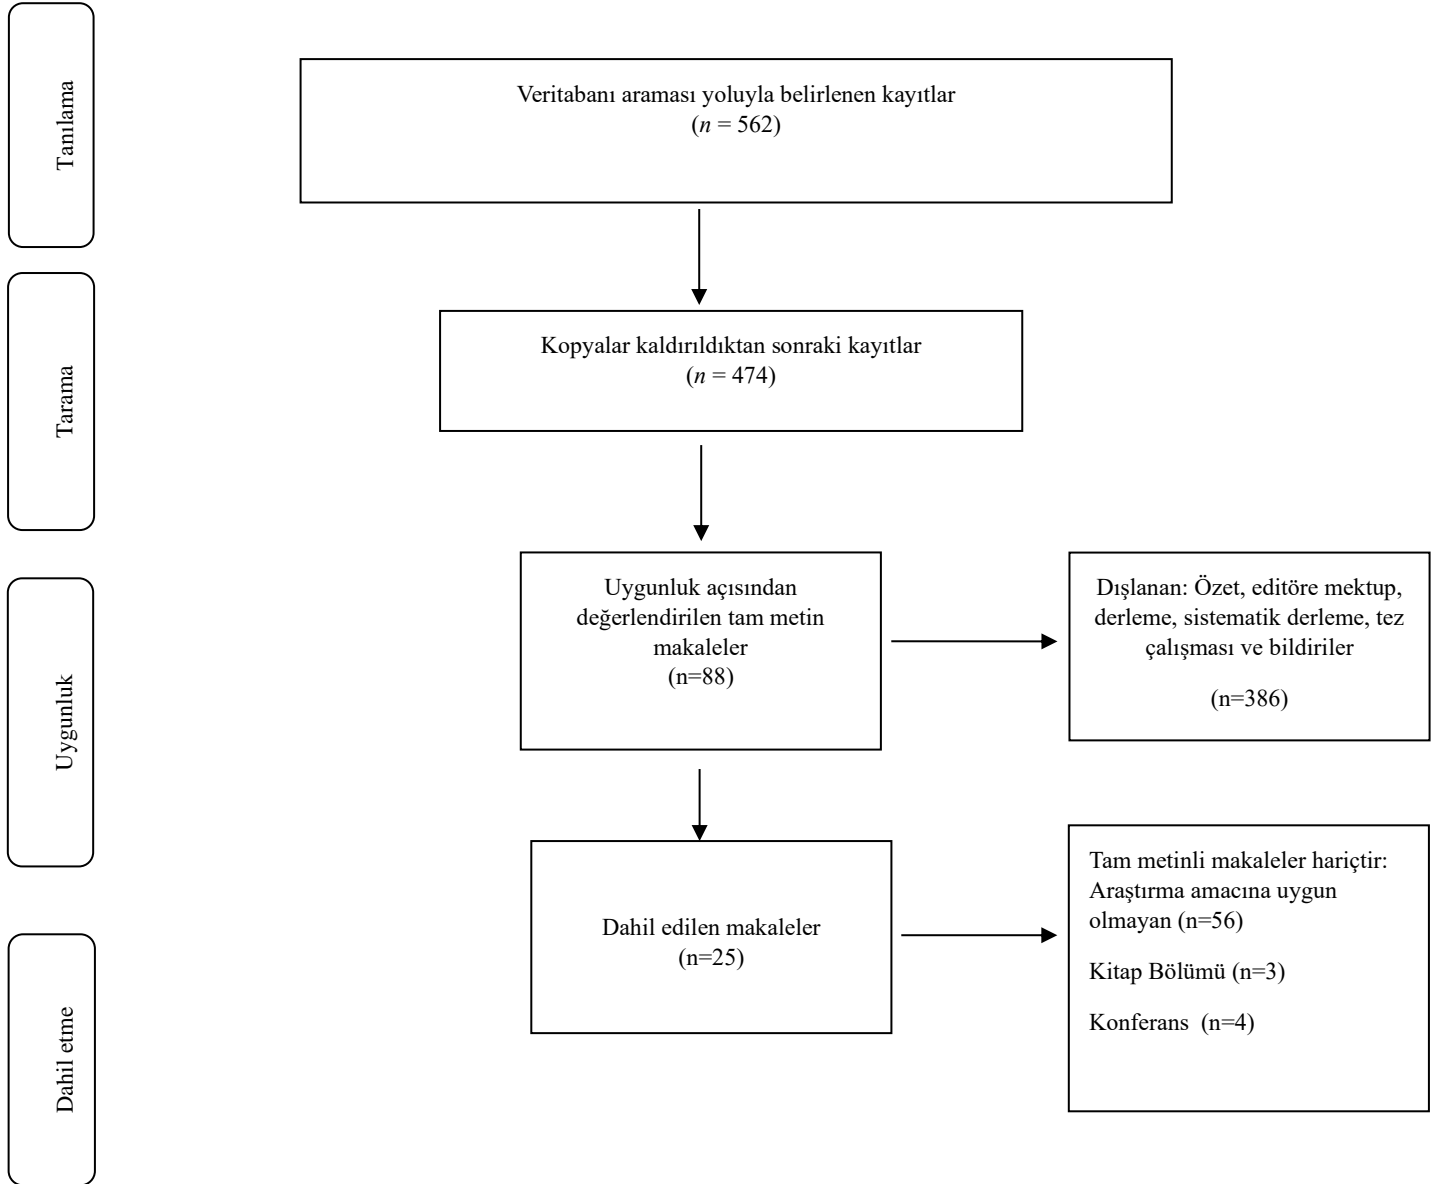 Tanılama
Veritabanı araması yoluyla belirlenen kayıtlar
(n = 562)
Tarama
Kopyalar kaldırıldıktan sonraki kayıtlar
(n = 474)
Uygunluk
Uygunluk açısından
değerlendirilen tam metin
makaleler
(n=88)
Dışlanan: Özet, editöre mektup,
derleme, sistematik derleme, tez
çalışması ve bildiriler
(n=386)
Dahil etme
Dahil edilen makaleler
(n=25)
Tam metinli makaleler hariçtir:
Araştırma amacına uygun
olmayan (n=56)
Kitap Bölümü (n=3)
Konferans (n=4)